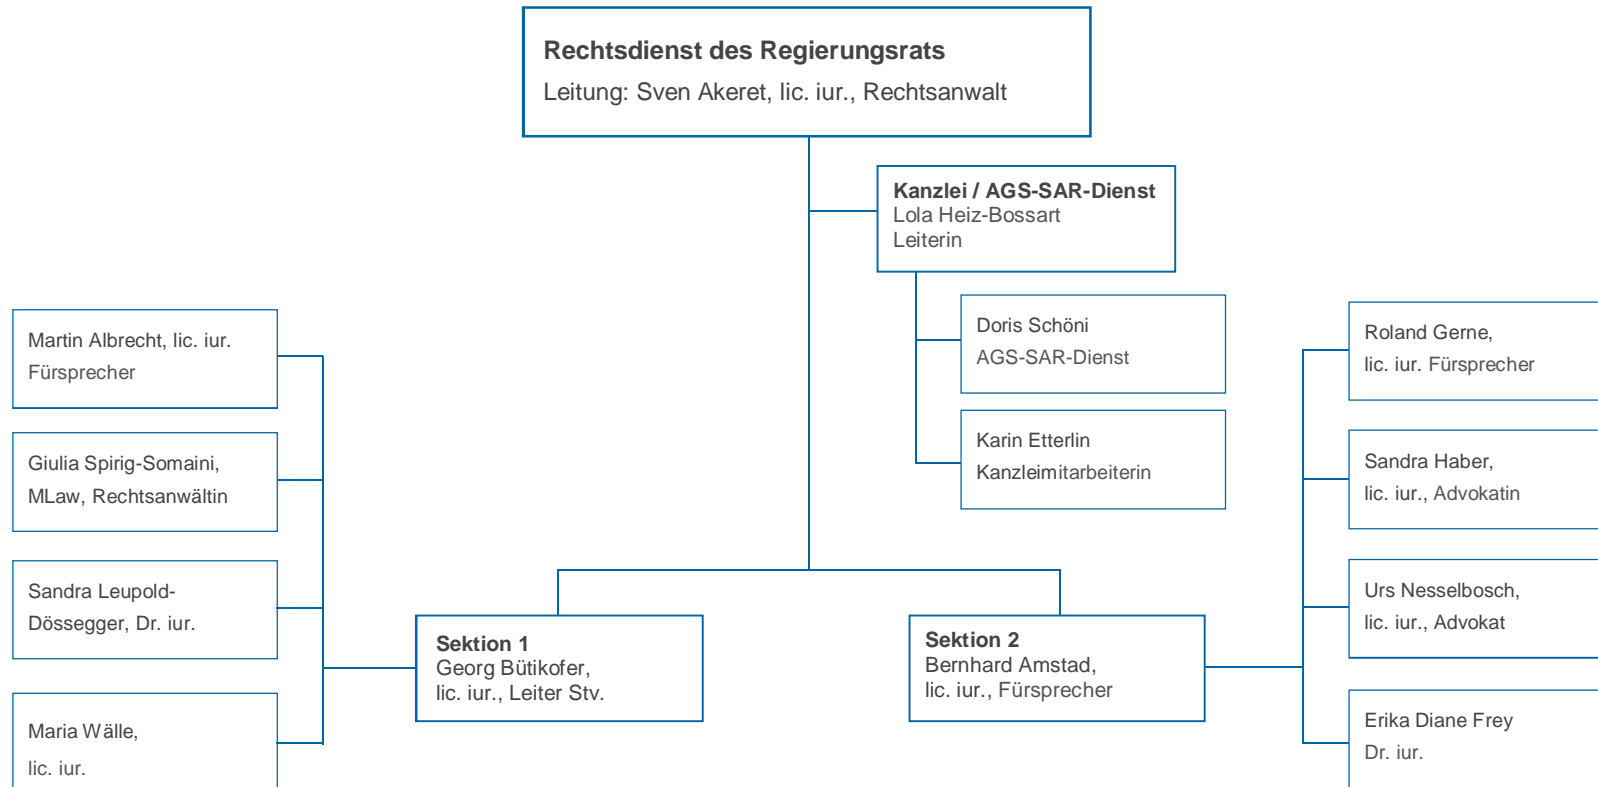 Rechtsdienst des Regierungsrats
Leitung: Sven Akeret, lic. iur., Rechtsanwalt
Kanzlei / AGS-SAR-Dienst
Lola Heiz-Bossart
Leiterin
Doris Schöni
AGS-SAR-Dienst
Karin Etterlin
Kanzleimitarbeiterin
Martin Albrecht, lic. iur.
Fürsprecher
Giulia Spirig-Somaini,
MLaw, Rechtsanwältin
Sandra Leupold-
Dössegger, Dr. iur.
Maria Wälle,
lic. iur.
Sektion 1
Georg Bütikofer,
lic. iur., Leiter Stv.
Sektion 2
Bernhard Amstad,
lic. iur., Fürsprecher
Roland Gerne,
lic. iur. Fürsprecher
Sandra Haber,
lic. iur., Advokatin
Urs Nesselbosch,
lic. iur., Advokat
Erika Diane Frey
Dr. iur.